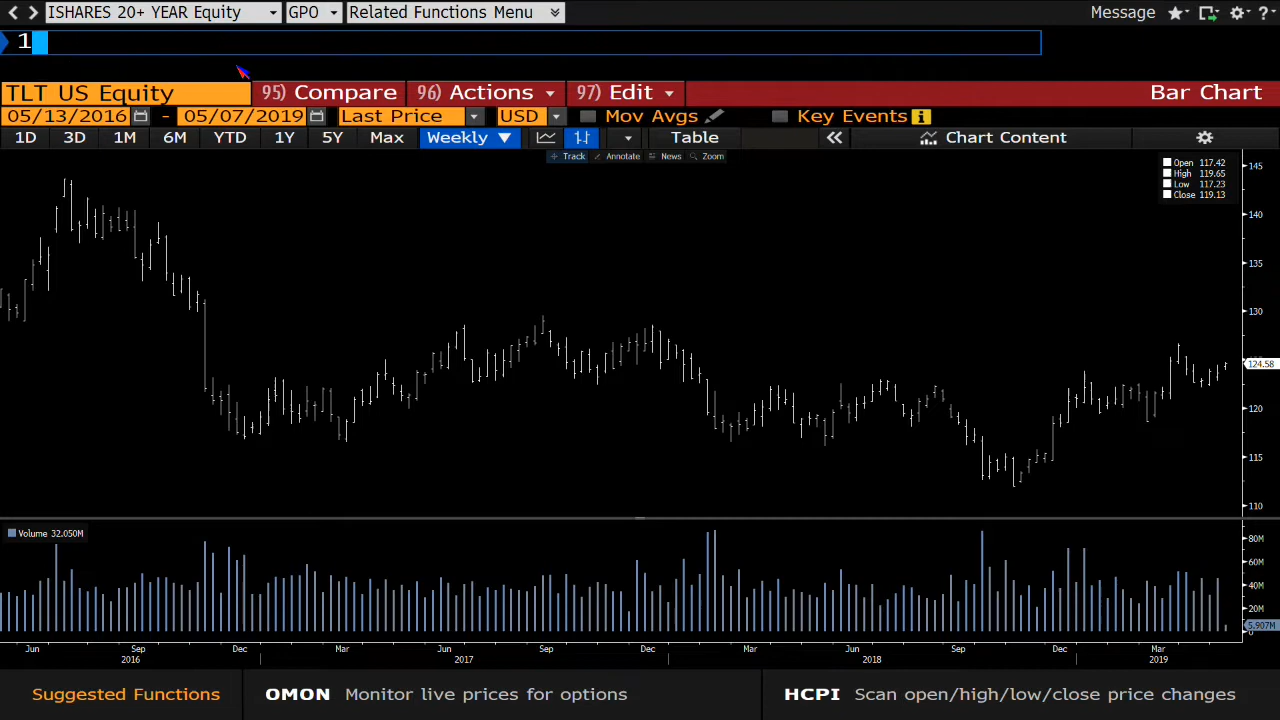 ISHARES 20+ YEAR Equity GPO Related Functions Menu Message ?
1
TLT US Equity 95) Compare 96) Actions 97) Edit Bar Chart
05/13/2016 - 05/07/2019 Last Price USD Mov Avgs Key Events i
1D 3D 1M 6M YTD 1Y 5Y Max Weekly ▼ Table « Chart Content
Track Annotate News Zoom
Open 117.42
High 119.65
Low 117.23
Close 119.13
145
140
135
130
124.58
120
115
110
Volume 32.050M
80M
60M
40M
20M
5.907M
0
Jun Sep Dec Mar Jun Sep Dec Mar Jun Sep Dec Mar
2016 2017 2018 2019
Suggested Functions OMON Monitor live prices for options HCPI Scan open/high/low/close price changes